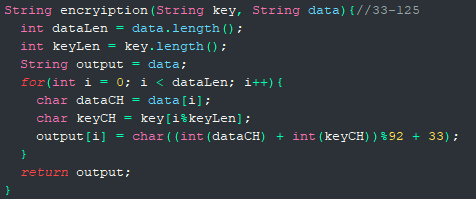 String encryiption(String key, String data){//33-125
  int dataLen = data.length();
  int keyLen = key.length();
  String output = data;
  for(int i = 0; i < dataLen; i++){
    char dataCH = data[i];
    char keyCH = key[i%keyLen];
    output[i] = char((int(dataCH) + int(keyCH))%92 + 33);
  }
  return output;
}